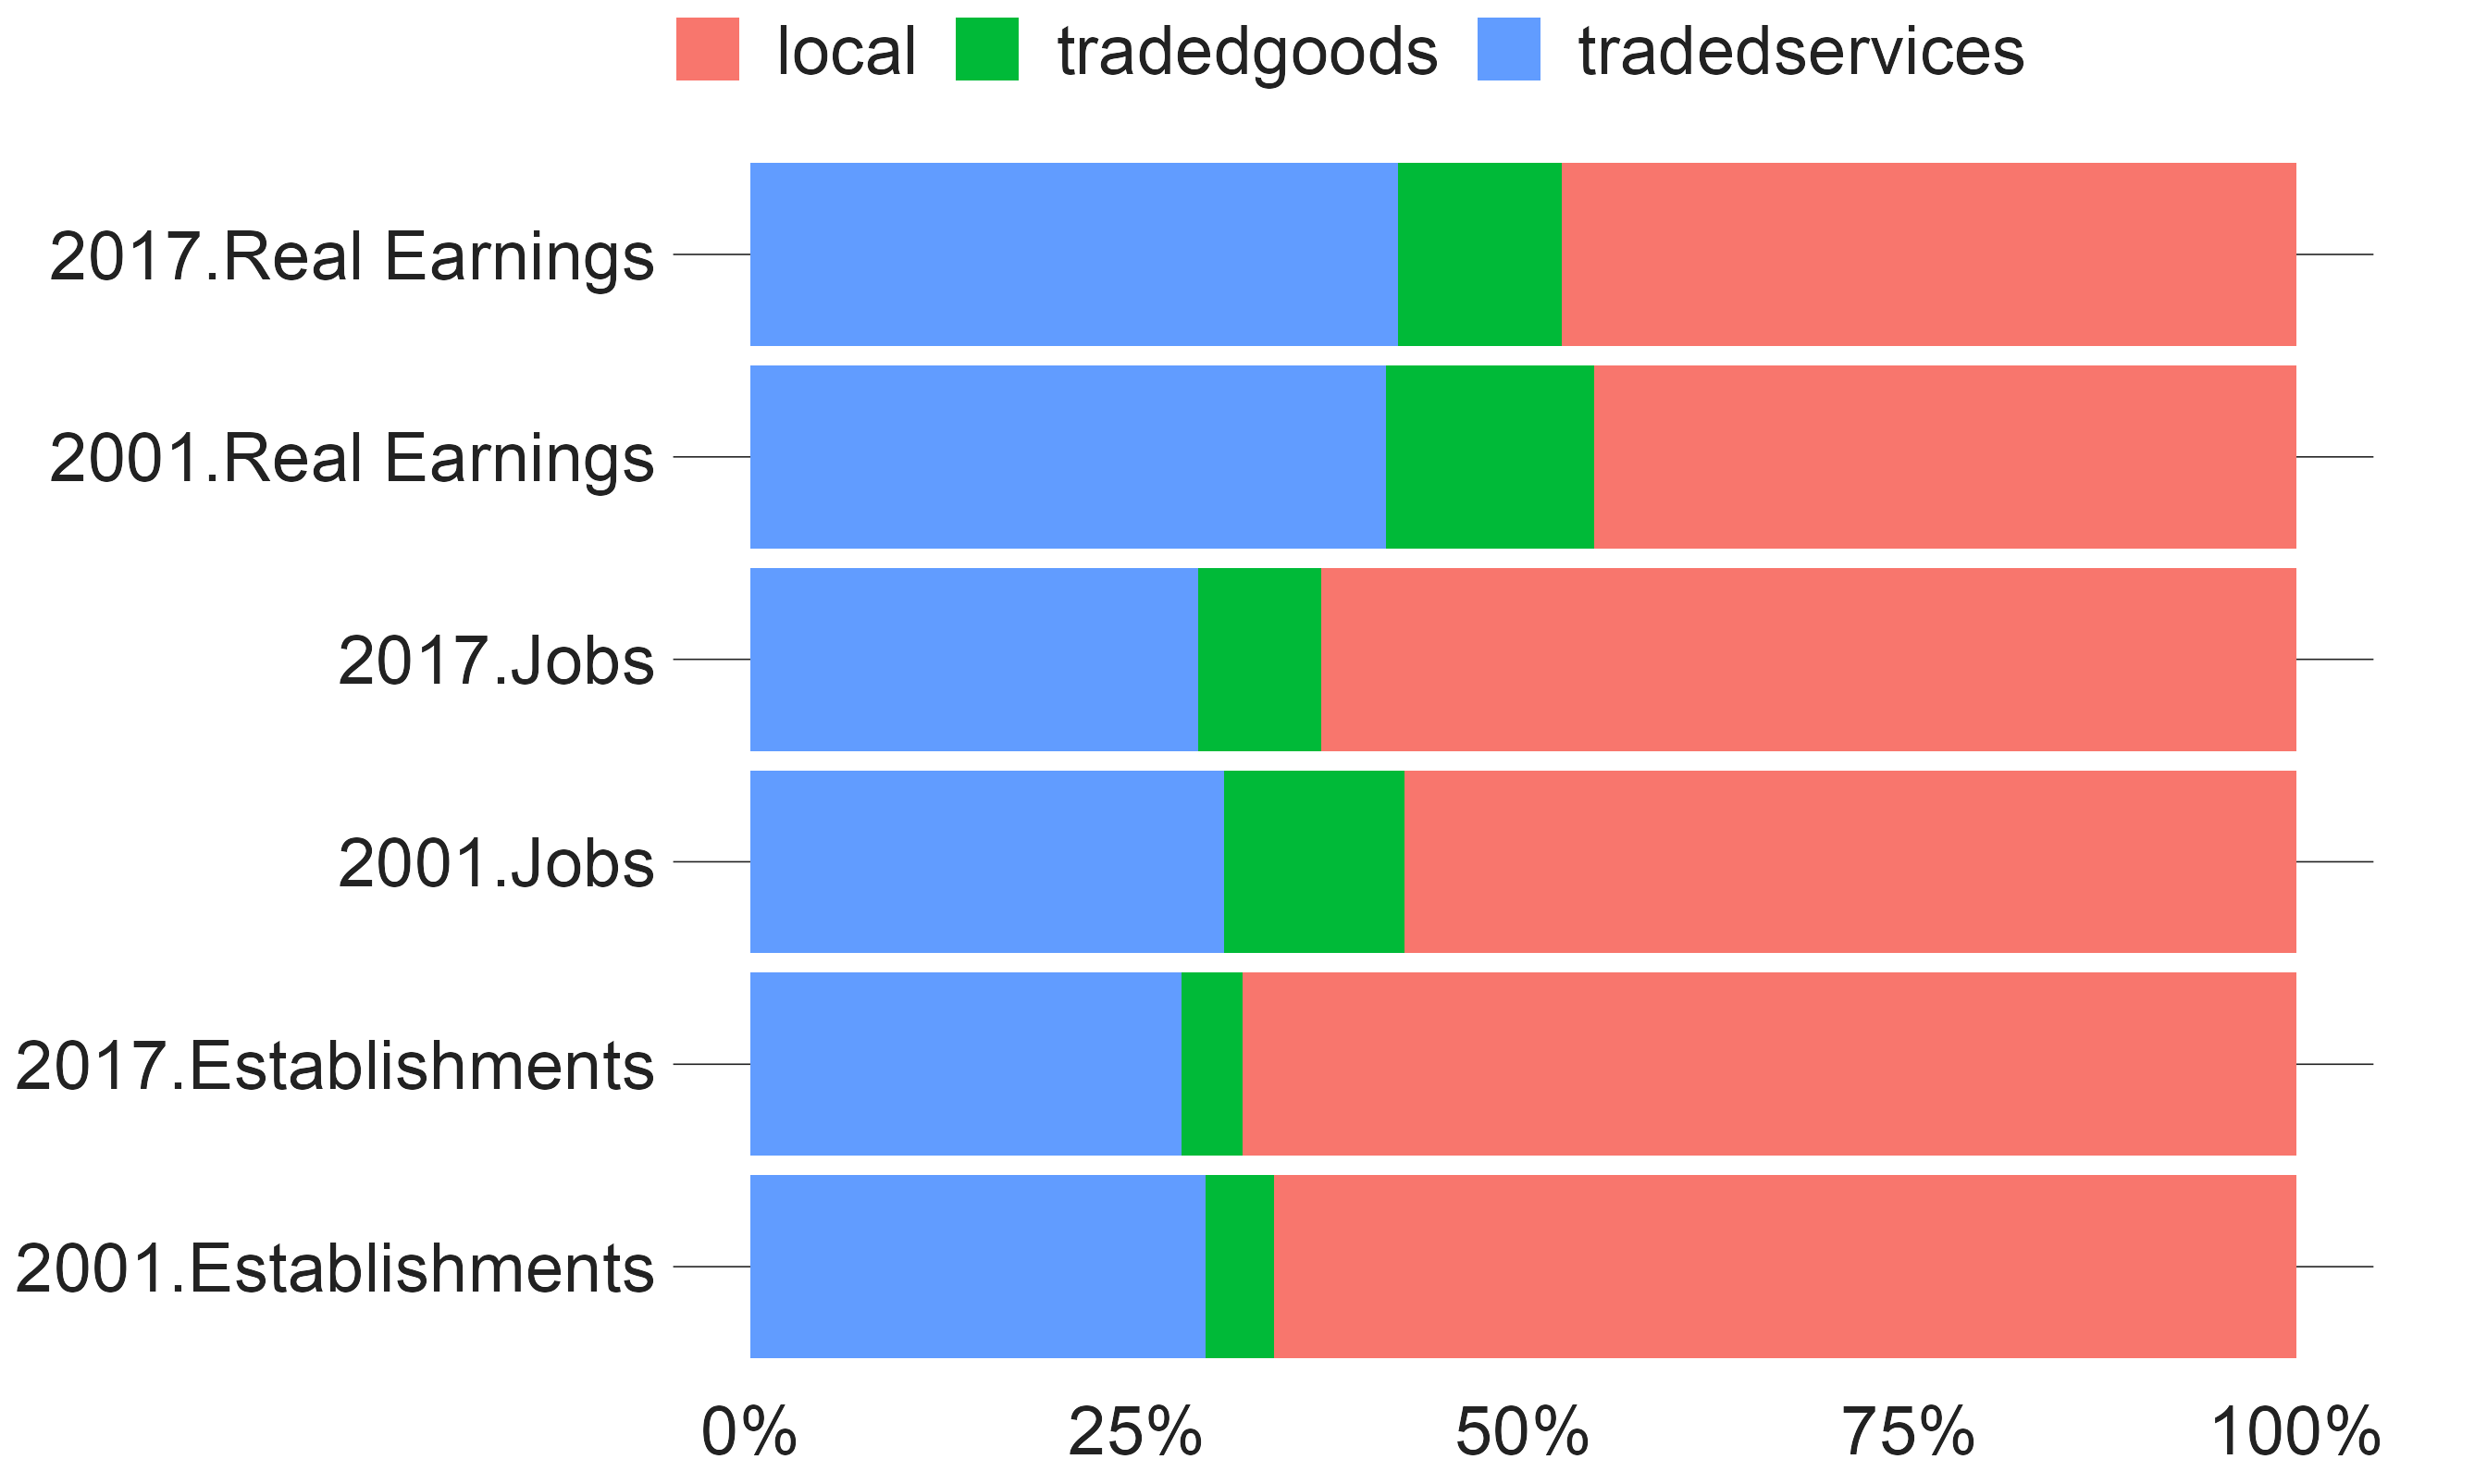 local tradedgoods tradedservices
2017.Real Earnings
2001.Real Earnings
2017.Jobs
2001.Jobs
2017.Establishments
2001.Establishments
0% 25% 50% 75% 100%